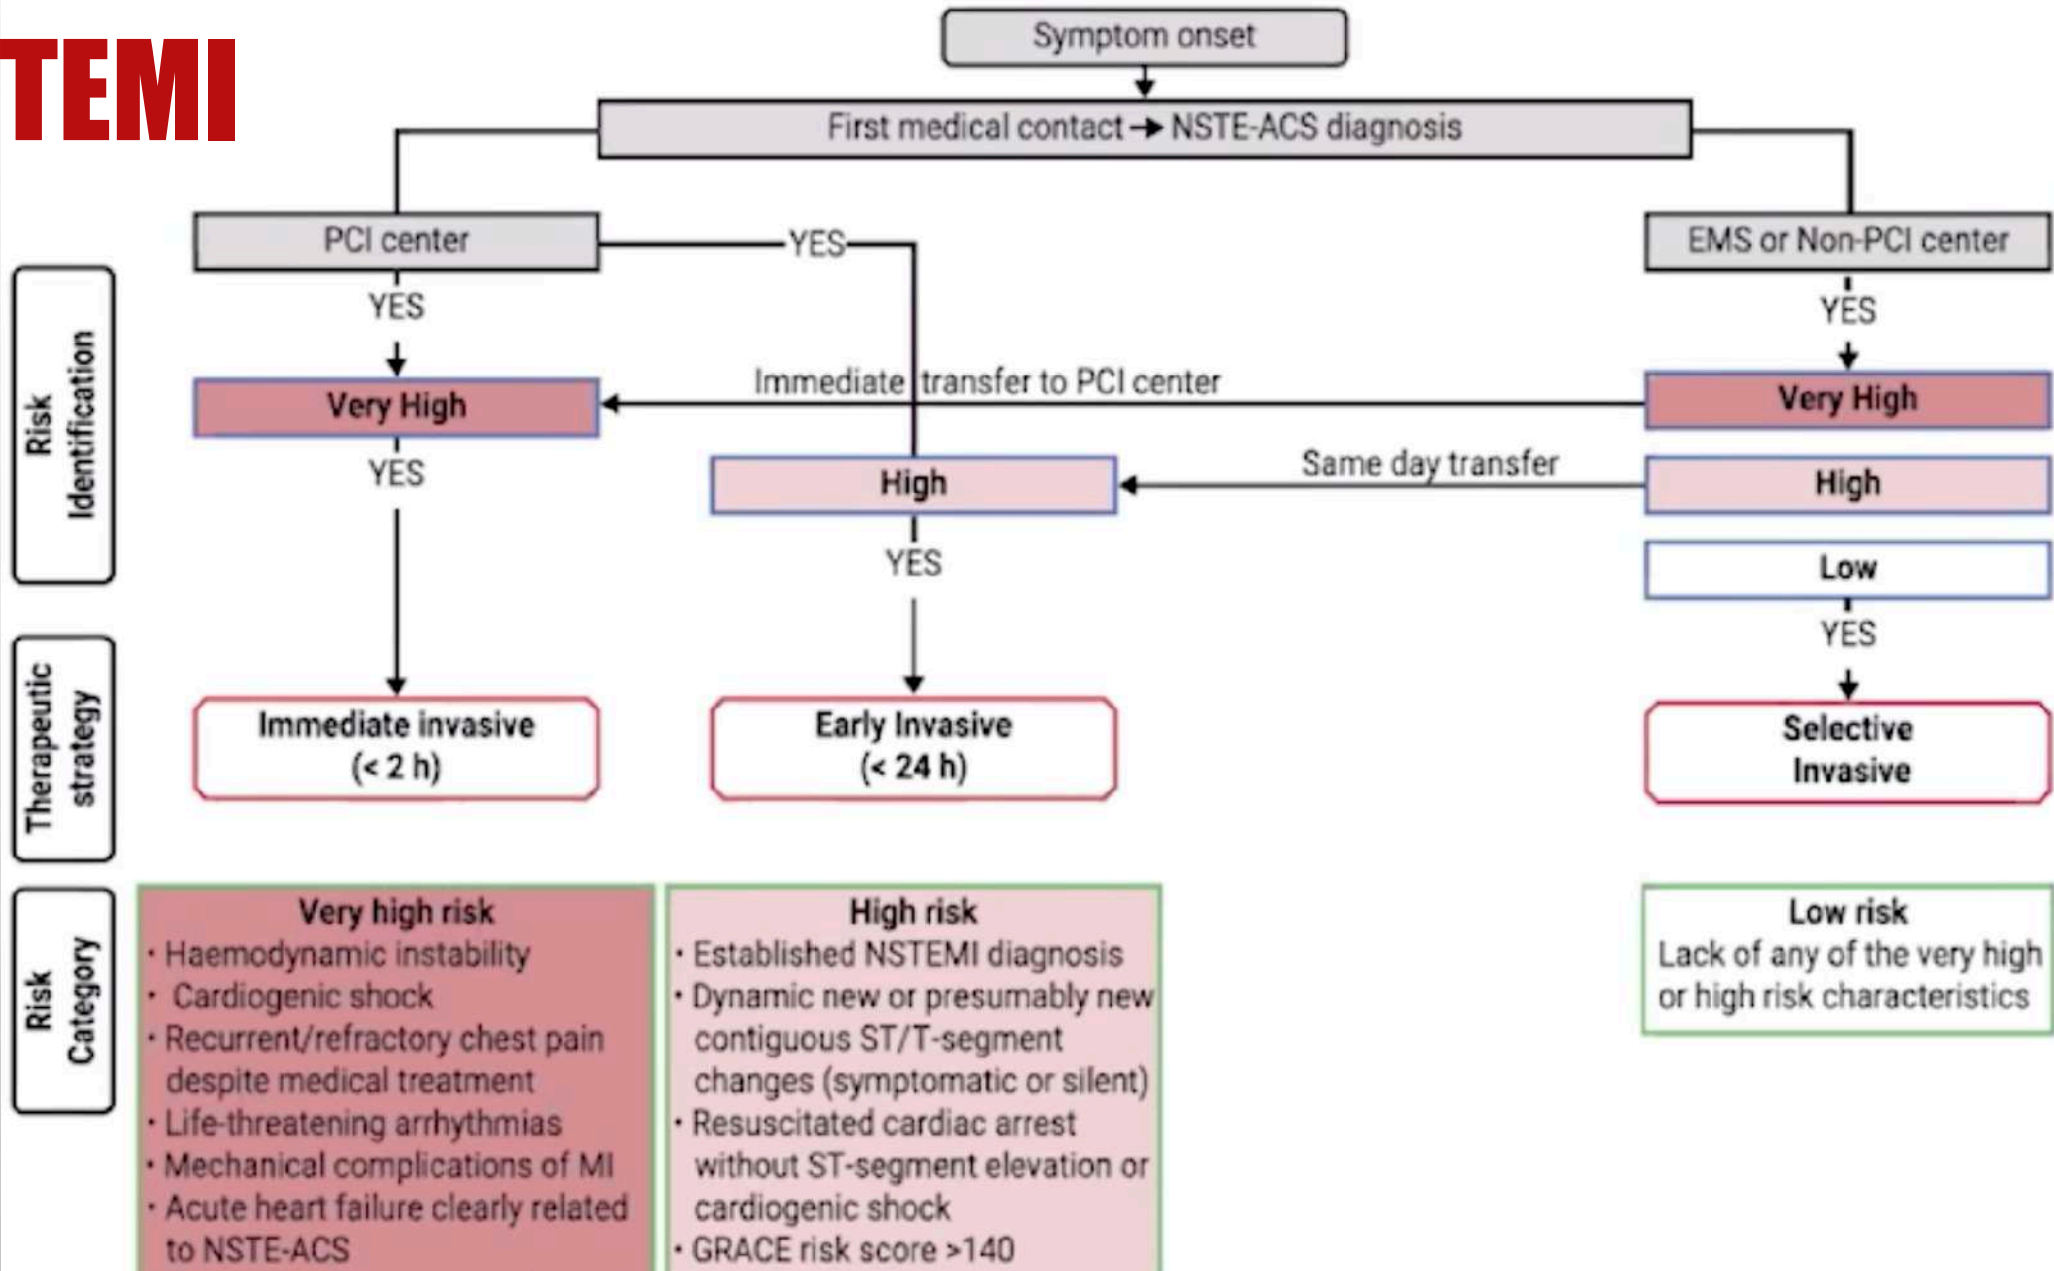 TEMI
Symptom onset
First medical contact → NSTE-ACS diagnosis
PCI center
YES
EMS or Non-PCI center
YES
YES
Risk
Identification
Immediate transfer to PCI center
Very High
Very High
YES
Same day transfer
High
High
YES
Low
YES
Therapeutic
strategy
Immediate invasive
(< 2 h)
Early Invasive
(< 24 h)
Selective
Invasive
Risk
Category
Very high risk
· Haemodynamic instability
· Cardiogenic shock
· Recurrent/refractory chest pain
despite medical treatment
· Life-threatening arrhythmias
· Mechanical complications of MI
· Acute heart failure clearly related
to NSTE-ACS
High risk
· Established NSTEMI diagnosis
· Dynamic new or presumably new
contiguous ST/T-segment
changes (symptomatic or silent)
· Resuscitated cardiac arrest
without ST-segment elevation or
cardiogenic shock
· GRACE risk score >140
Low risk
Lack of any of the very high
or high risk characteristics